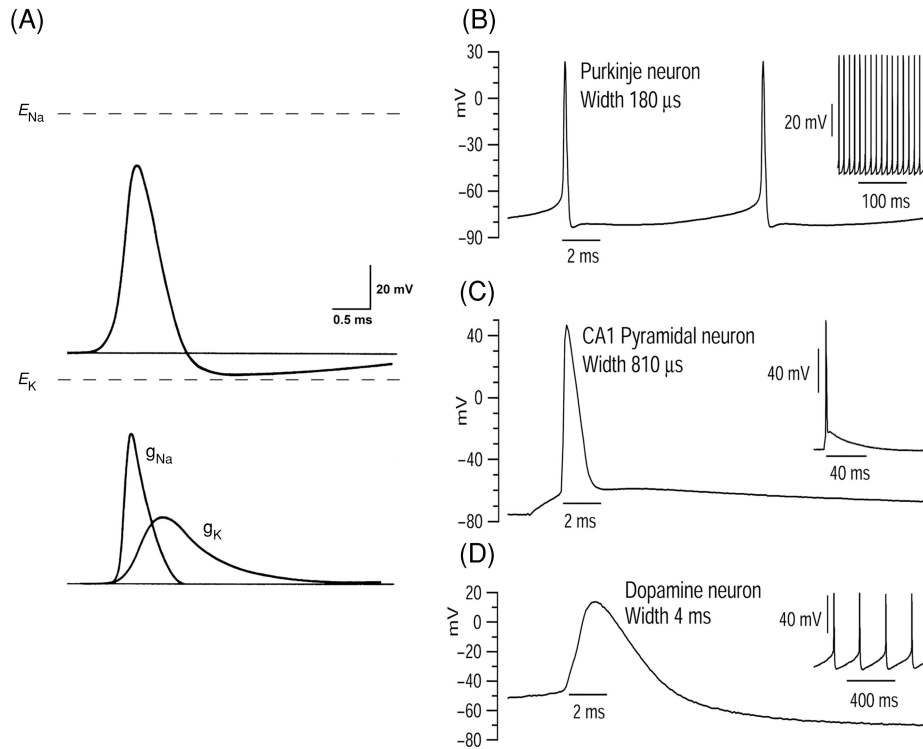 (A)
E_Na
20 mV
0.5 ms
E_K
g_Na
g_K
(B)
30
0
−30
−60
−90
mV
Purkinje neuron
Width 180 μs
2 ms
20 mV
100 ms
(C)
40
0
−40
−80
mV
CA1 Pyramidal neuron
Width 810 μs
2 ms
40 mV
40 ms
(D)
20
0
−20
−40
−60
−80
mV
Dopamine neuron
Width 4 ms
2 ms
40 mV
400 ms